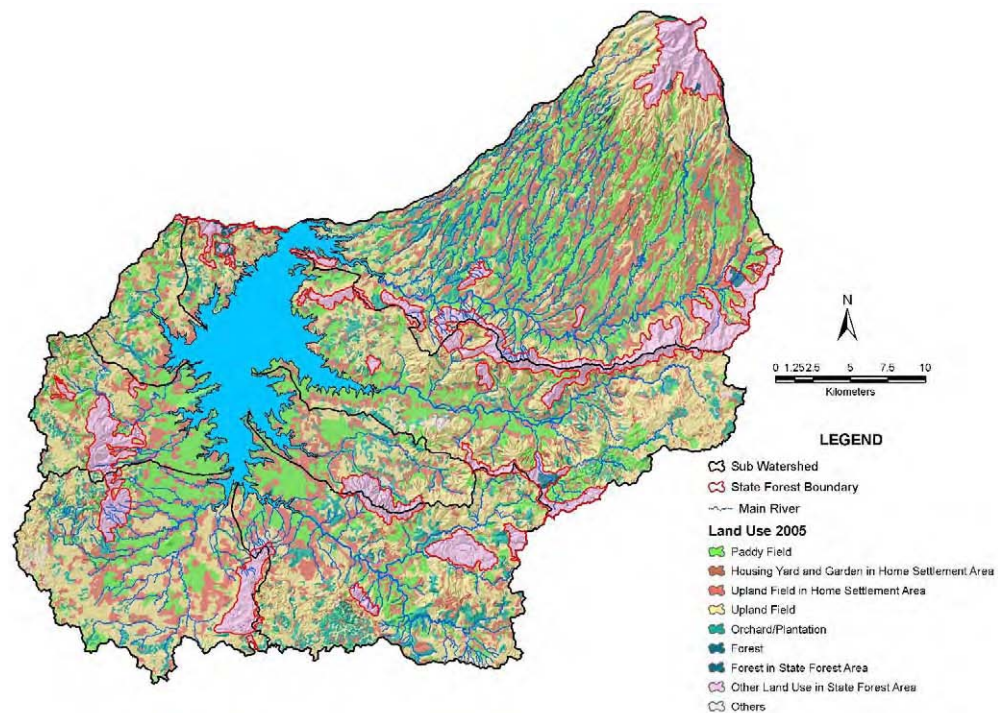 N
0 1.25 2.5 5 7.5 10
Kilometers
LEGEND
Sub Watershed
State Forest Boundary
Main River
Land Use 2005
Paddy Field
Housing Yard and Garden in Home Settlement Area
Upland Field in Home Settlement Area
Upland Field
Orchard/Plantation
Forest
Forest in State Forest Area
Other Land Use in State Forest Area
Others